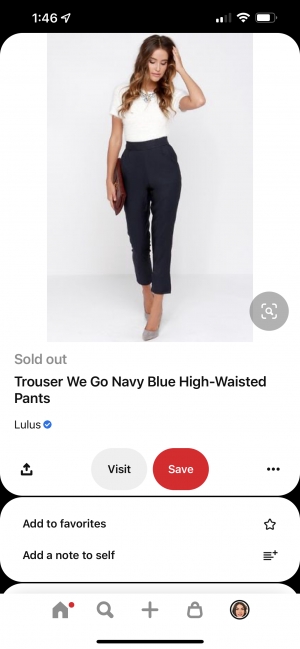 1:46
Sold out
Trouser We Go Navy Blue High-Waisted
Pants
Lulus
Visit
Save
Add to favorites
Add a note to self